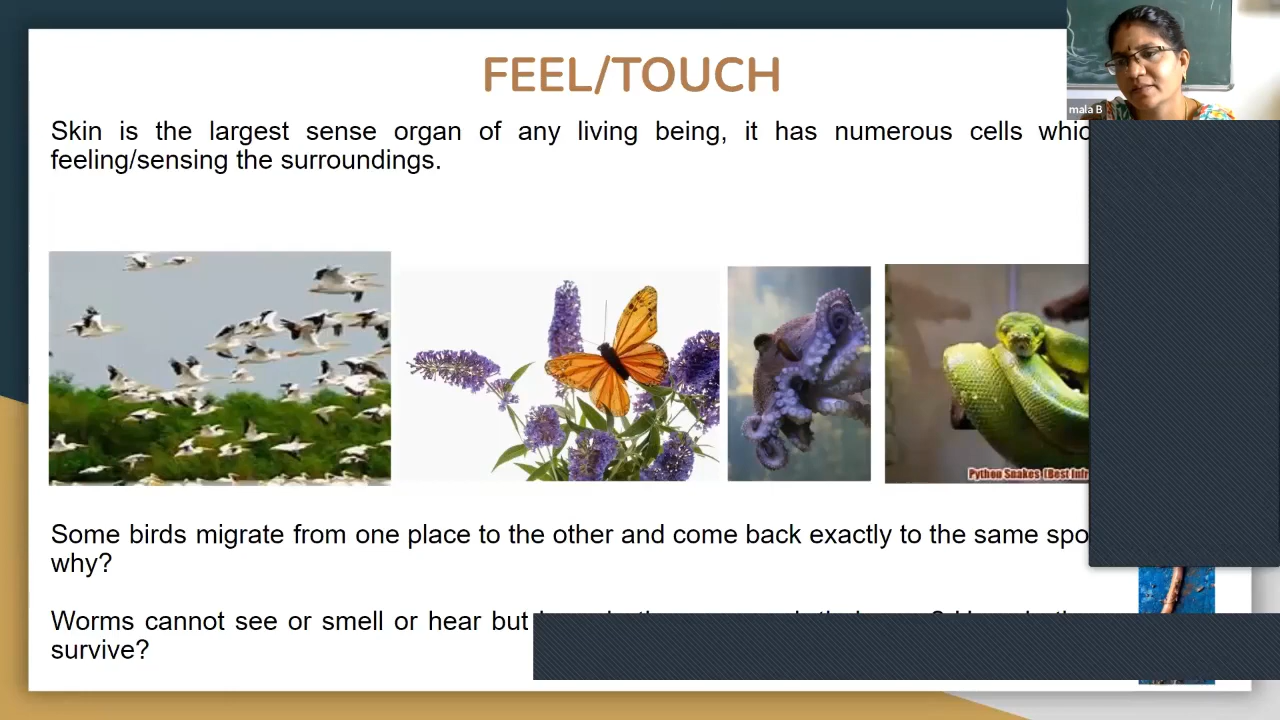 FEEL/TOUCH
mala B
Skin is the largest sense organ of any living being, it has numerous cells
feeling/sensing the surroundings.
Python Snakes (Best
Some birds migrate from one place to the other and come back exactly to the same
why?
Worms cannot see or smell or hear but
survive?